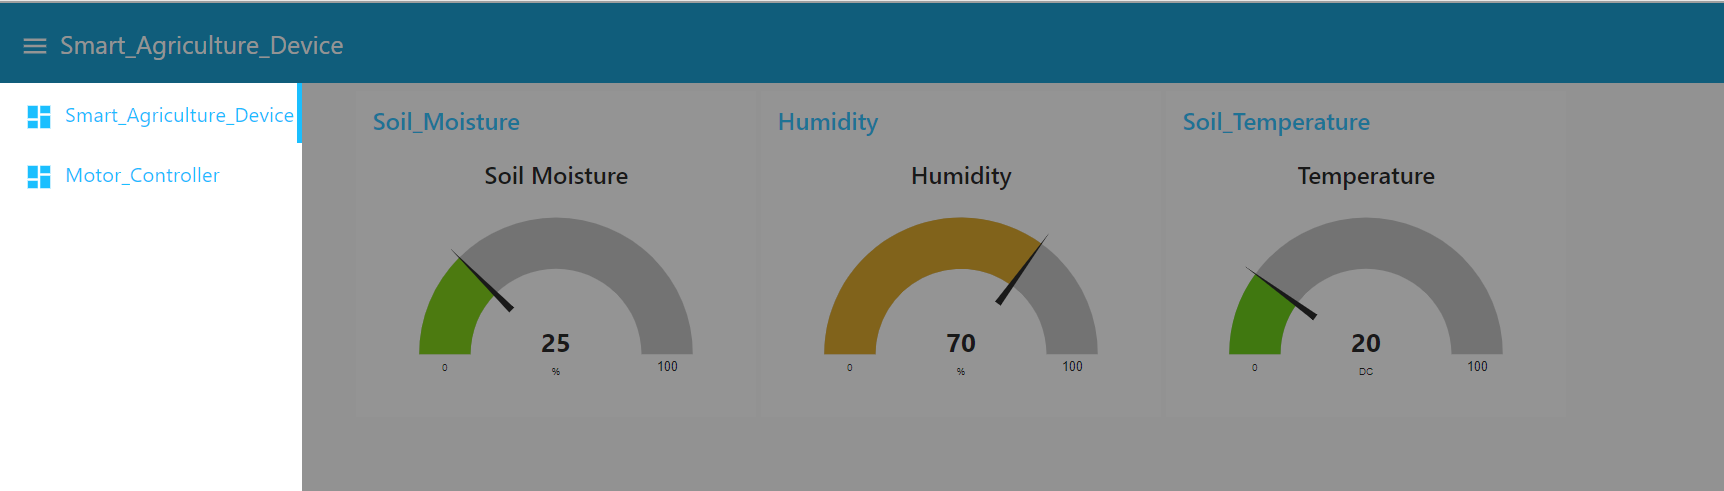 Smart_Agriculture_Device
Smart_Agriculture_Device
Motor_Controller
Soil_Moisture
Soil Moisture
25
%
0
100
Humidity
Humidity
70
%
0
100
Soil_Temperature
Temperature
20
DC
0
100